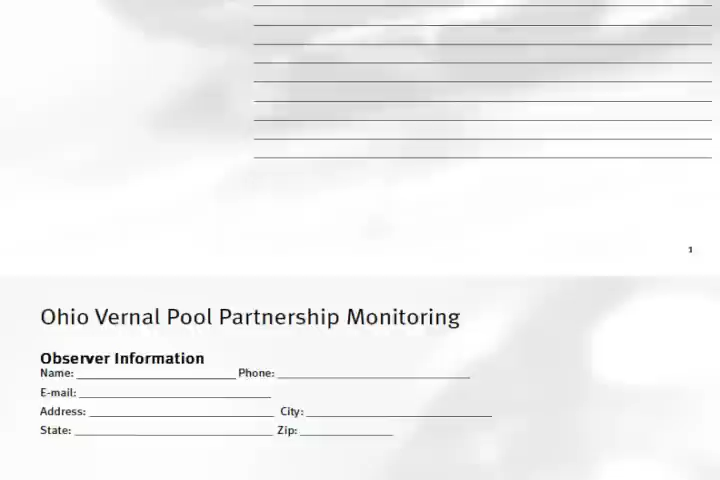 1
Ohio Vernal Pool Partnership Monitoring
Observer Information
Name: Phone:
E-mail:
Address: City:
State: Zip: